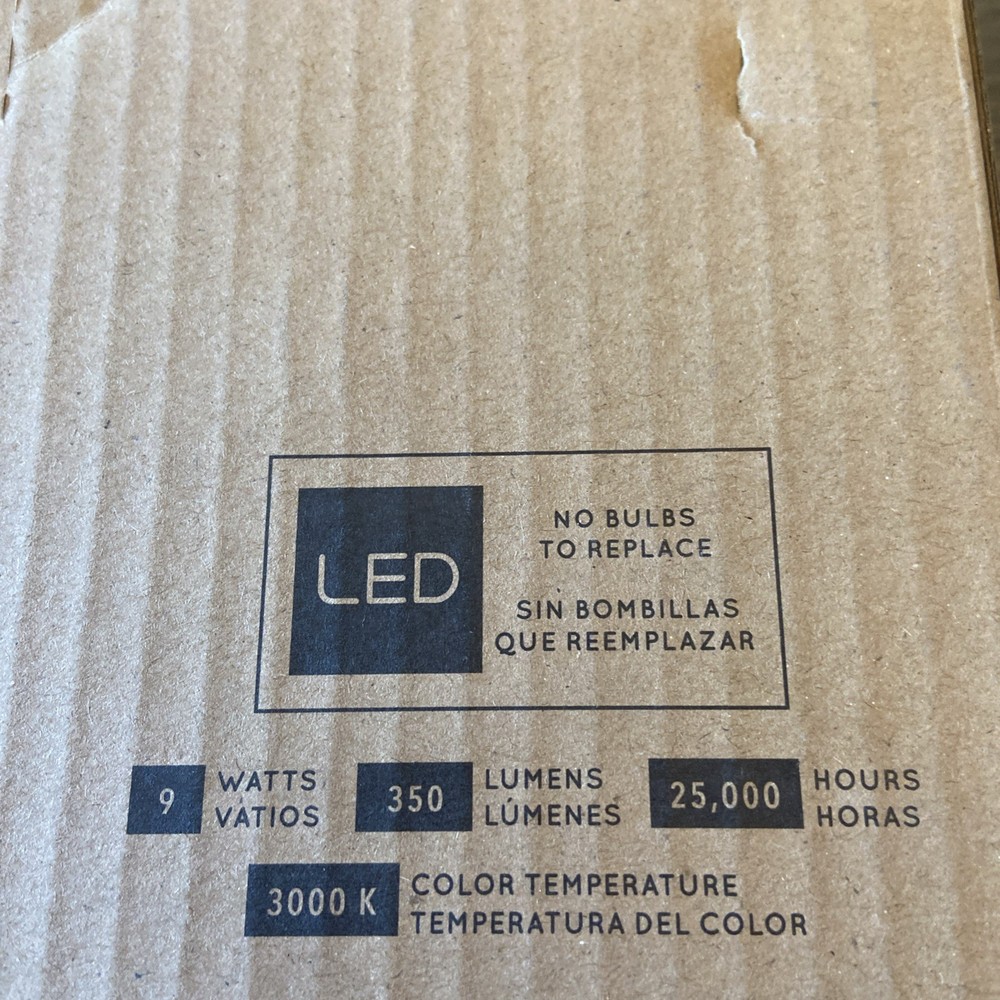 LED
NO BULBS
TO REPLACE
SIN BOMBILLAS
QUE REEMPLAZAR
9 WATTS
VATIOS
350 LUMENS
LÚMENES
25,000 HOURS
HORAS
3000 K COLOR TEMPERATURE
TEMPERATURA DEL COLOR